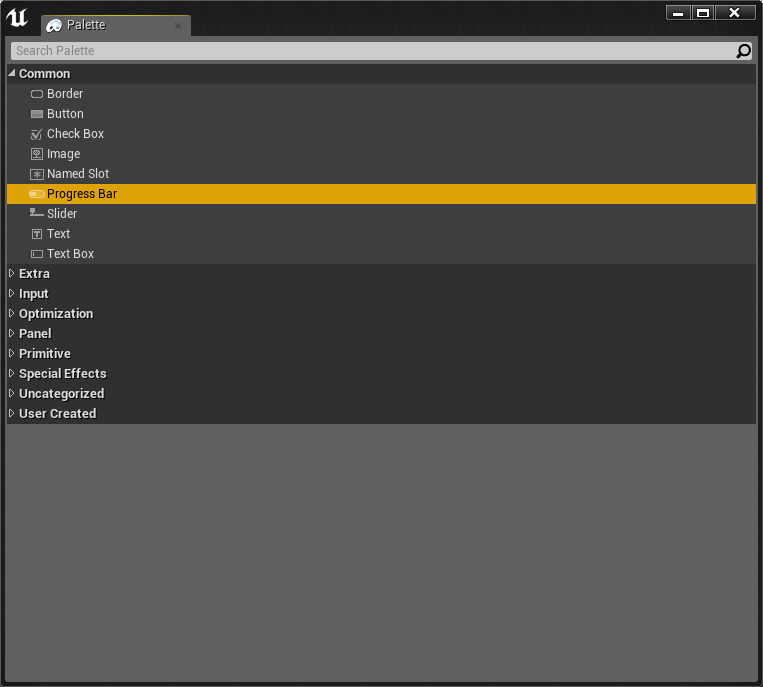 Palette
Search Palette
Common
Border
Button
Check Box
Image
Named Slot
Progress Bar
Slider
Text
Text Box
Extra
Input
Optimization
Panel
Primitive
Special Effects
Uncategorized
User Created